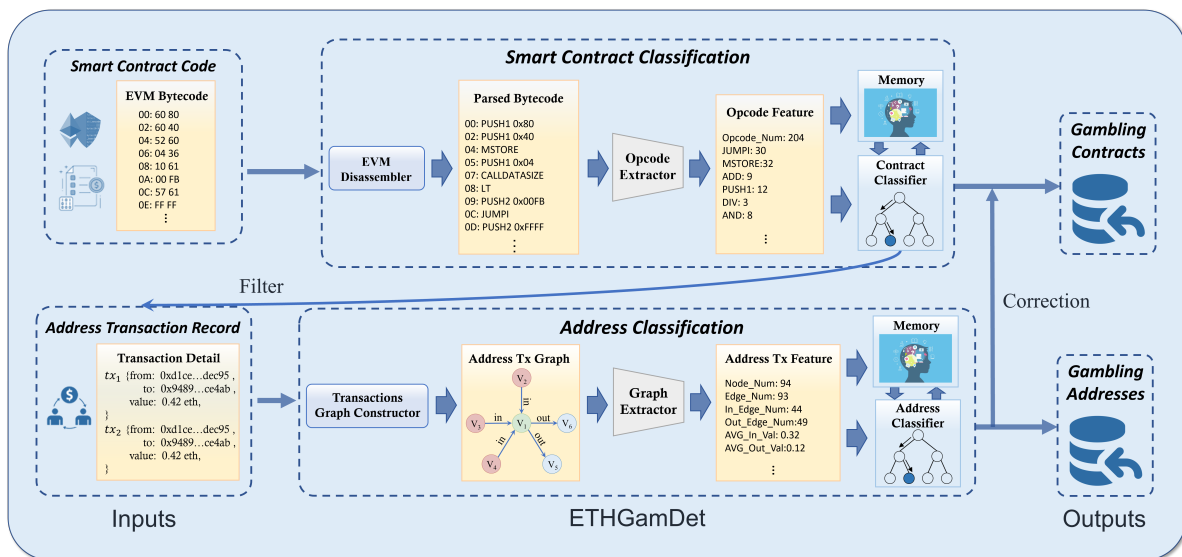 Smart Contract Code
EVM Bytecode
00: 60 80
02: 60 40
04: 52 60
06: 04 36
08: 10 61
0A: 00 FB
0C: 57 61
0E: FF FF
⋮
Smart Contract Classification
EVM
Disassembler
Parsed Bytecode
00: PUSH1 0x80
02: PUSH1 0x40
04: MSTORE
05: PUSH1 0x04
07: CALLDATASIZE
08: LT
09: PUSH2 0x00FB
0C: JUMPI
0D: PUSH2 0xFFFF
⋮
Opcode
Extractor
Opcode Feature
Opcode_Num: 204
JUMPI: 30
MSTORE:32
ADD: 9
PUSH1: 12
DIV: 3
AND: 8
⋮
Memory
Contract
Classifier
Gambling
Contracts
Filter
Correction
Address Transaction Record
Transaction Detail
tx₁ {from: 0xd1ce...dec95 ,
to: 0x9489...ce4ab ,
value: 0.42 eth,
}
tx₂ {from: 0xd1ce...dec95 ,
to: 0x9489...ce4ab ,
value: 0.42 eth,
}
Address Classification
Transactions
Graph Constructor
Address Tx Graph
V₂
in
V₃
in
V₁
out
V₆
in
out
V₄
V₅
Graph
Extractor
Address Tx Feature
Node_Num: 94
Edge_Num: 93
In_Edge_Num: 44
Out_Edge_Num:49
AVG_In_Val: 0.32
AVG_Out_Val:0.12
⋮
Memory
Address
Classifier
Gambling
Addresses
Inputs
ETHGamDet
Outputs